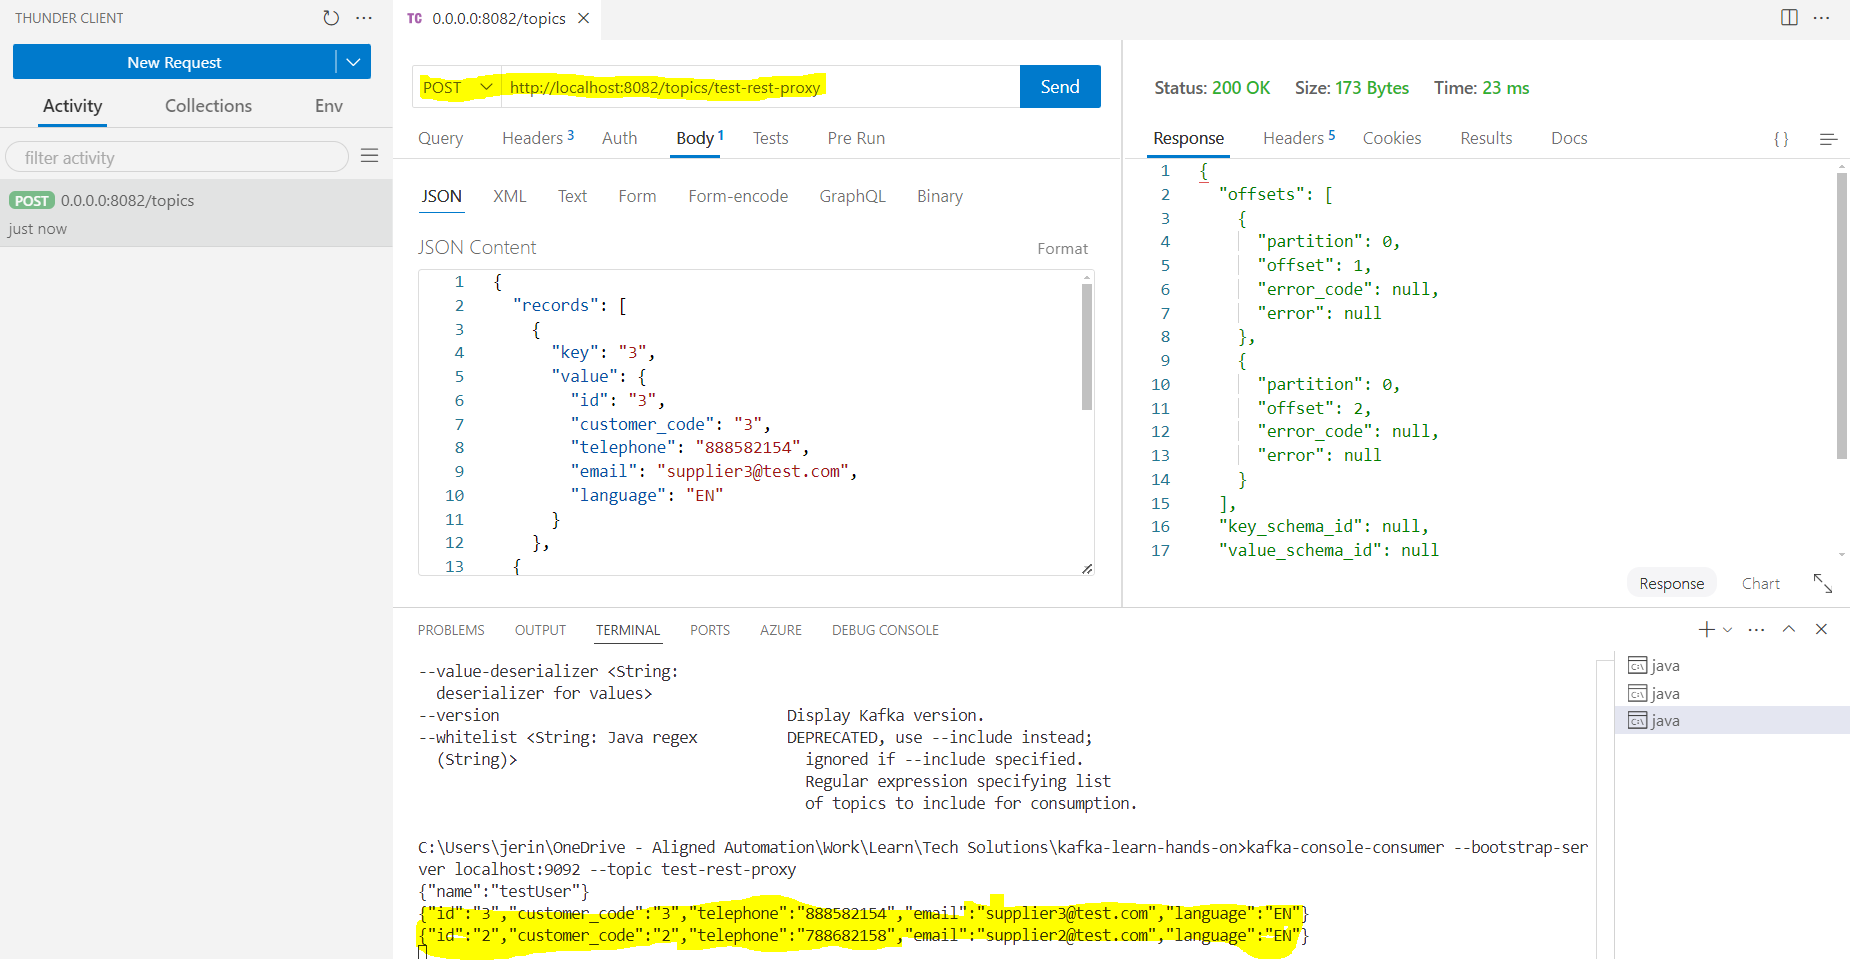 THUNDER CLIENT
New Request
Activity Collections Env
filter activity
POST 0.0.0.0:8082/topics
just now
TC 0.0.0.0:8082/topics
POST http://localhost:8082/topics/test-rest-proxy Send
Query Headers 3 Auth Body 1 Tests Pre Run
JSON XML Text Form Form-encode GraphQL Binary
JSON Content Format
1 {
2 "records": [
3 {
4 "key": "3",
5 "value": {
6 "id": "3",
7 "customer_code": "3",
8 "telephone": "888582154",
9 "email": "supplier3@test.com",
10 "language": "EN"
11 }
12 },
13 {
Status: 200 OK Size: 173 Bytes Time: 23 ms
Response Headers 5 Cookies Results Docs { }
1 {
2 "offsets": [
3 {
4 "partition": 0,
5 "offset": 1,
6 "error_code": null,
7 "error": null
8 },
9 {
10 "partition": 0,
11 "offset": 2,
12 "error_code": null,
13 "error": null
14 }
15 ],
16 "key_schema_id": null,
17 "value_schema_id": null
Response Chart
PROBLEMS OUTPUT TERMINAL PORTS AZURE DEBUG CONSOLE
--value-deserializer <String:
deserializer for values>
--version Display Kafka version.
--whitelist <String: Java regex DEPRECATED, use --include instead;
(String)> ignored if --include specified.
Regular expression specifying list
of topics to include for consumption.
C:\Users\jerin\OneDrive - Aligned Automation\Work\Learn\Tech Solutions\kafka-learn-hands-on>kafka-console-consumer --bootstrap-ser
ver localhost:9092 --topic test-rest-proxy
{"name":"testUser"}
{"id":"3","customer_code":"3","telephone":"888582154","email":"supplier3@test.com","language":"EN"}
{"id":"2","customer_code":"2","telephone":"788682158","email":"supplier2@test.com","language":"EN"}
java
java
java